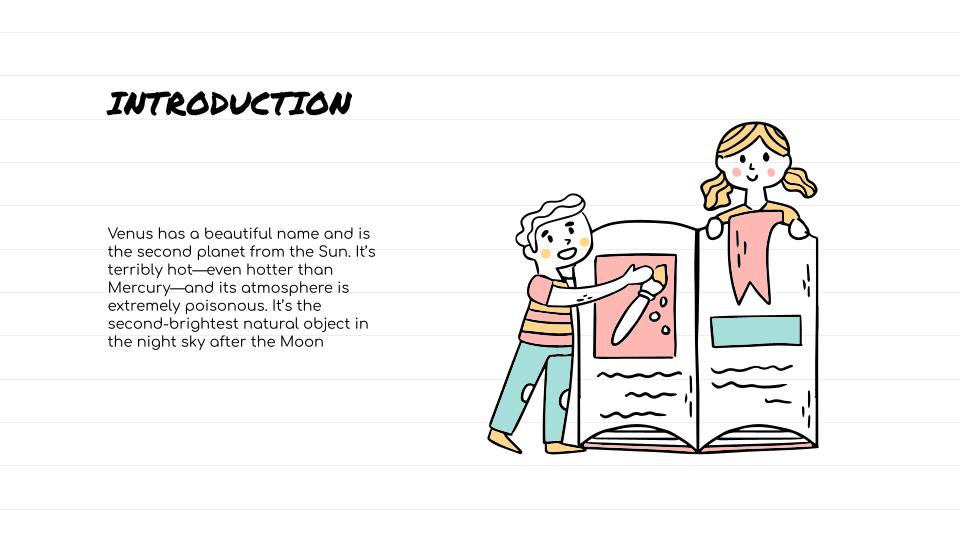 INTRODUCTION
Venus has a beautiful name and is
the second planet from the Sun. It’s
terribly hot—even hotter than
Mercury—and its atmosphere is
extremely poisonous. It’s the
second-brightest natural object in
the night sky after the Moon